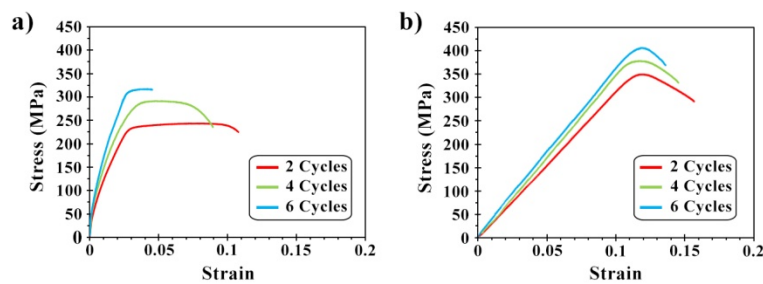 a)
450
400
350
300
250
200
150
100
50
0
Stress (MPa)
2 Cycles
4 Cycles
6 Cycles
0
0.05
0.1
0.15
0.2
Strain
b)
450
400
350
300
250
200
150
100
50
0
Stress (MPa)
2 Cycles
4 Cycles
6 Cycles
0
0.05
0.1
0.15
0.2
Strain